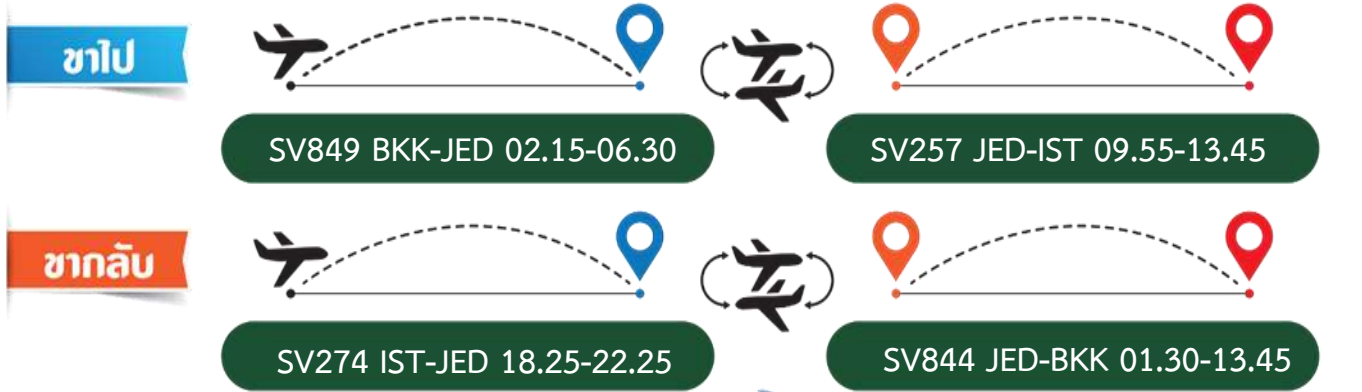 ขาไป
SV849 BKK-JED 02.15-06.30
SV257 JED-IST 09.55-13.45
ขากลับ
SV274 IST-JED 18.25-22.25
SV844 JED-BKK 01.30-13.45